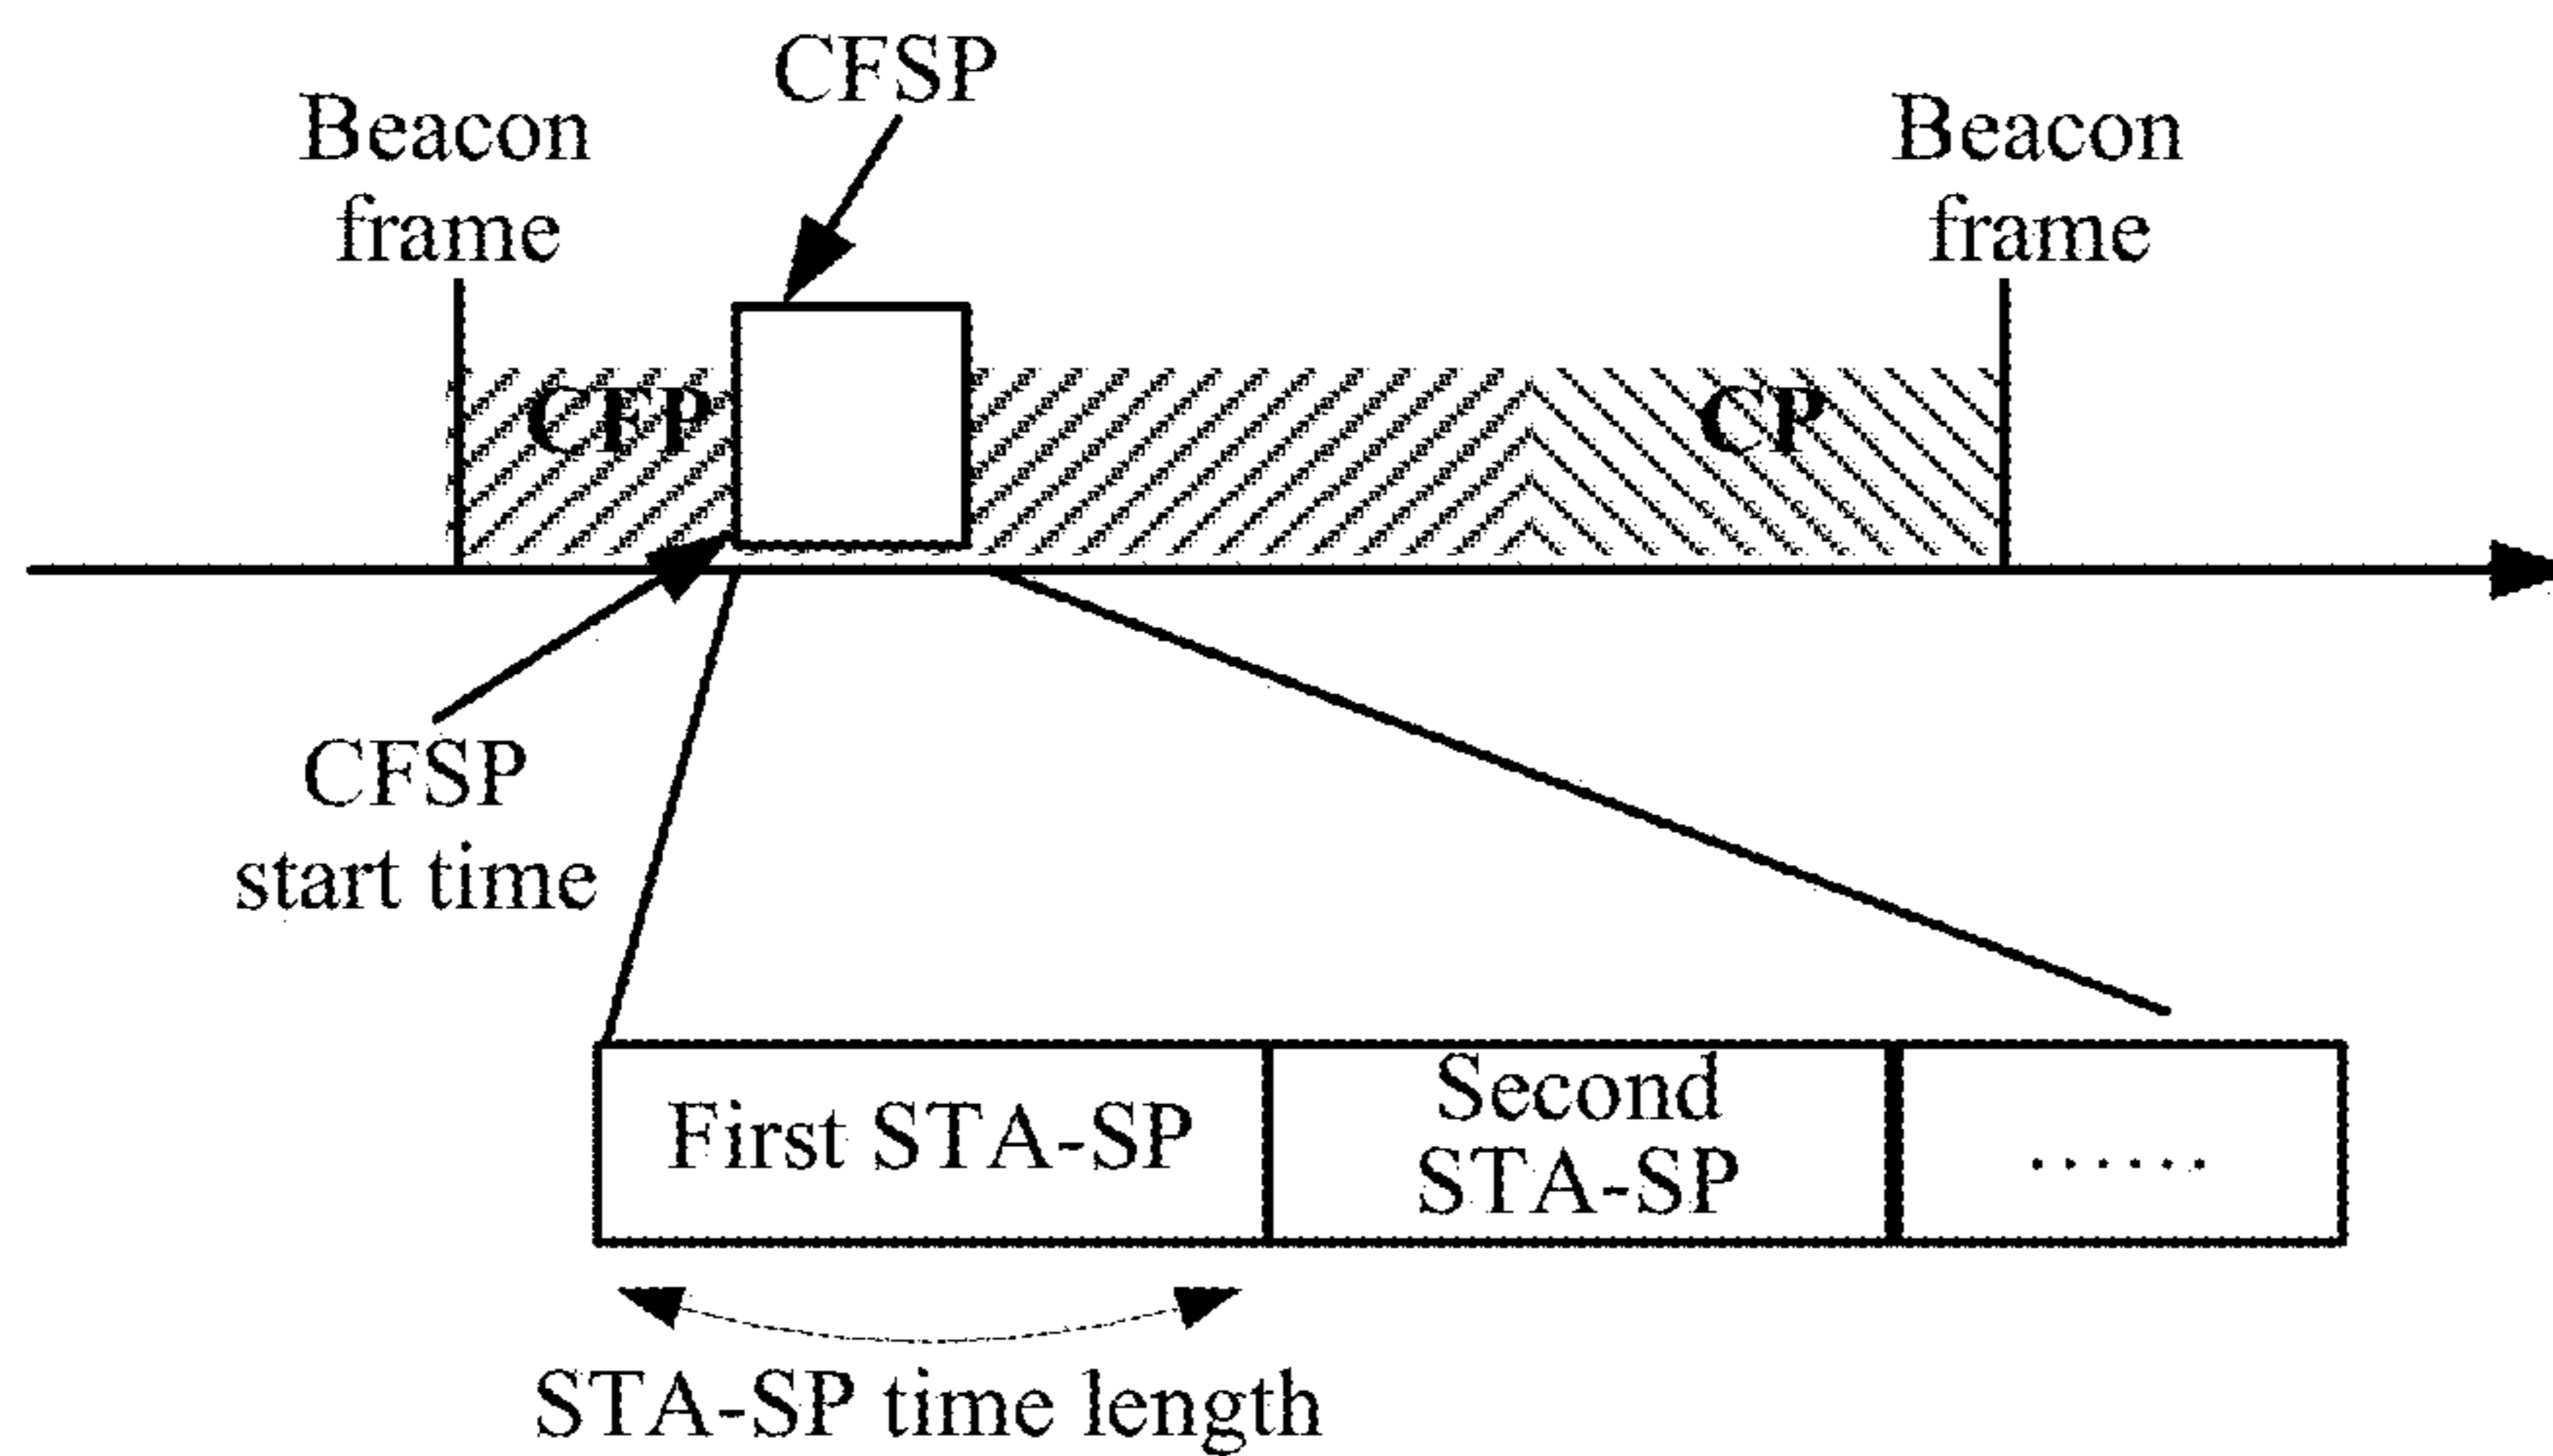 CFSP
Beacon
frame
Beacon
frame
CFP
CP
CFSP
start time
First STA-SP
Second
STA-SP
......
STA-SP time length